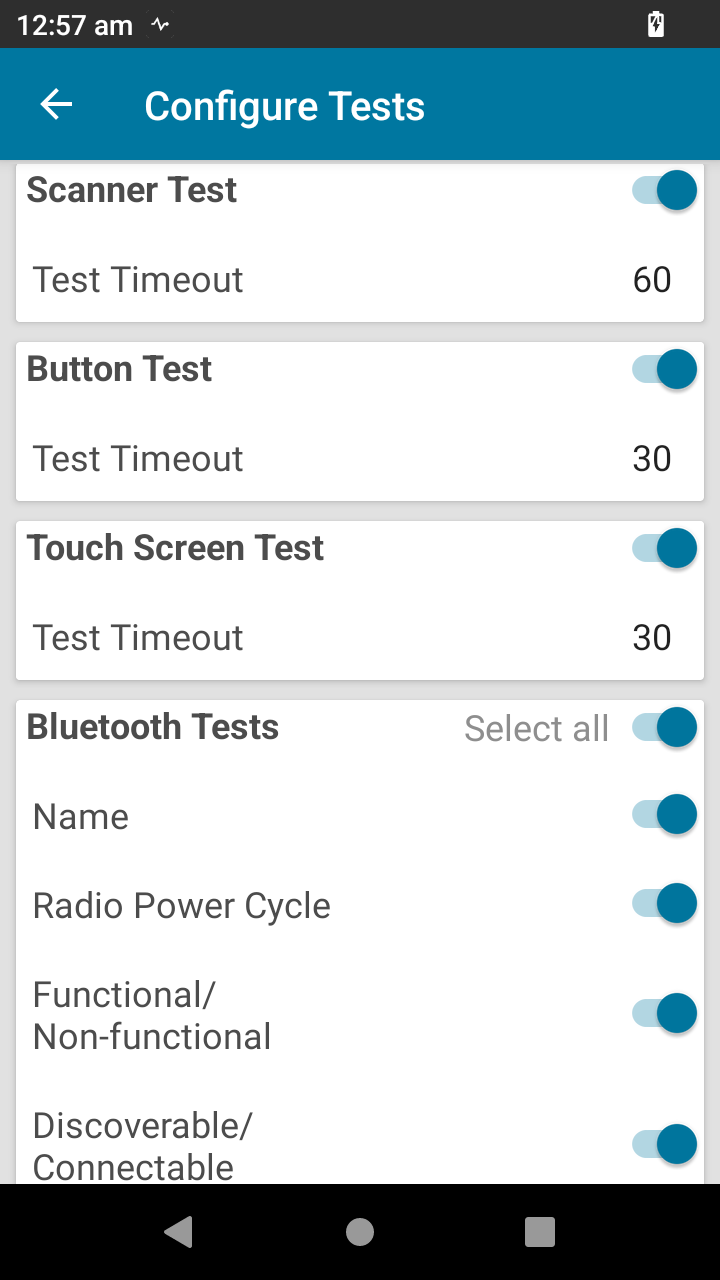 12:57 am
Configure Tests
Scanner Test
Test Timeout 60
Button Test
Test Timeout 30
Touch Screen Test
Test Timeout 30
Bluetooth Tests Select all
Name
Radio Power Cycle
Functional/
Non-functional
Discoverable/
Connectable